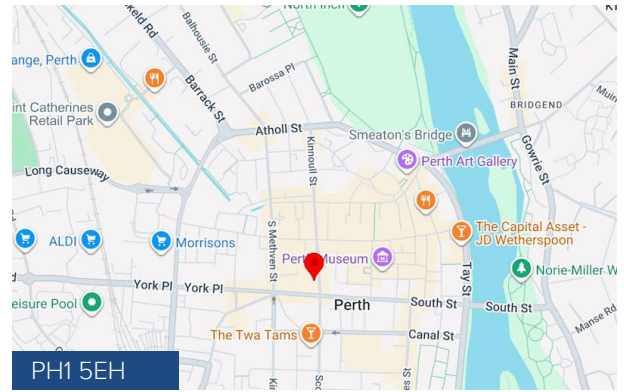 North Inch
keld Rd
Balhousie St
ange, Perth
Barossa Pl
Main St
Barrack St
int Catherines
Retail Park
BRIDGEND
Atholl St
Smeaton's Bridge
Kinnoull St
Gowrie St
Perth Art Gallery
Long Causeway
S Methven St
The Capital Asset -
JD Wetherspoon
ALDI
Morrisons
Perth Museum
Tay St
Norie-Miller W
York Pl
York Pl
eisure Pool
Perth
South St
South St
Manse Rd
The Twa Tams
Canal St
PH1 5EH